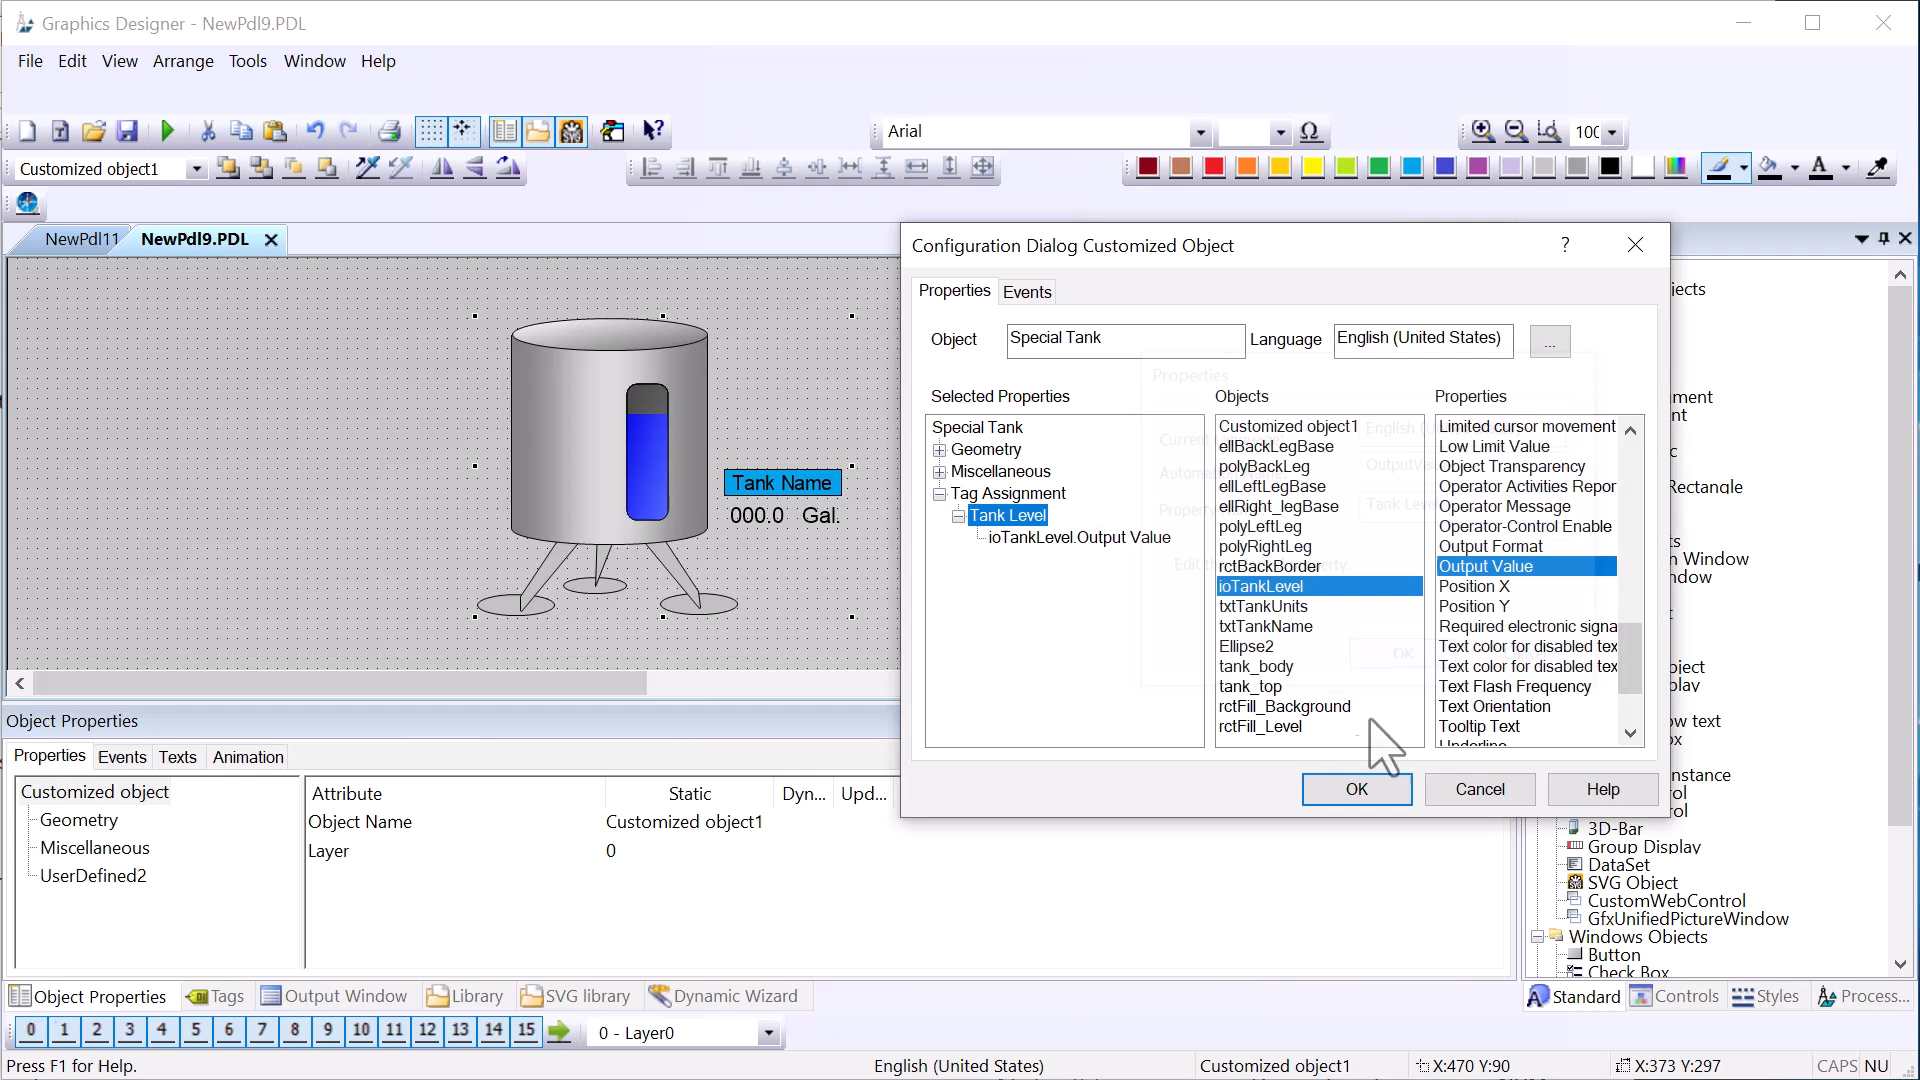 Graphics Designer - NewPdl9.PDL
File Edit View Arrange Tools Window Help
Arial
Customized object1
NewPdl11 NewPdl9.PDL
Tank Name
000.0 Gal.
Configuration Dialog Customized Object
Properties Events
Object Special Tank Language English (United States) ...
Selected Properties
Special Tank
Geometry
Miscellaneous
Tag Assignment
Tank Level
ioTankLevel.Output Value
Objects
Customized object1
ellBackLegBase
polyBackLeg
ellLeftLegBase
ellRight_legBase
polyLeftLeg
polyRightLeg
rctBackBorder
ioTankLevel
txtTankUnits
txtTankName
Ellipse2
tank_body
tank_top
rctFill_Background
rctFill_Level
Properties
Limited cursor movement
Low Limit Value
Object Transparency
Operator Activities Repor
Operator Message
Operator-Control Enable
Output Format
Output Value
Position X
Position Y
Required electronic signa
Text color for disabled tex
Text color for disabled tex
Text Flash Frequency
Text Orientation
Tooltip Text
Underline
OK Cancel Help
Object Properties
Properties Events Texts Animation
Customized object
Geometry
Miscellaneous
UserDefined2
Attribute Static Dyn... Upd...
Object Name Customized object1
Layer 0
3D-Bar
Group Display
DataSet
SVG Object
CustomWebControl
GfxUnifiedPictureWindow
Windows Objects
Button
Check Box
Object Properties Tags Output Window Library SVG library Dynamic Wizard
Standard Controls Styles Process...
0 1 2 3 4 5 6 7 8 9 10 11 12 13 14 15 0 - Layer0
Press F1 for Help. English (United States) Customized object1 X:470 Y:90 X:373 Y:297 CAPS NU